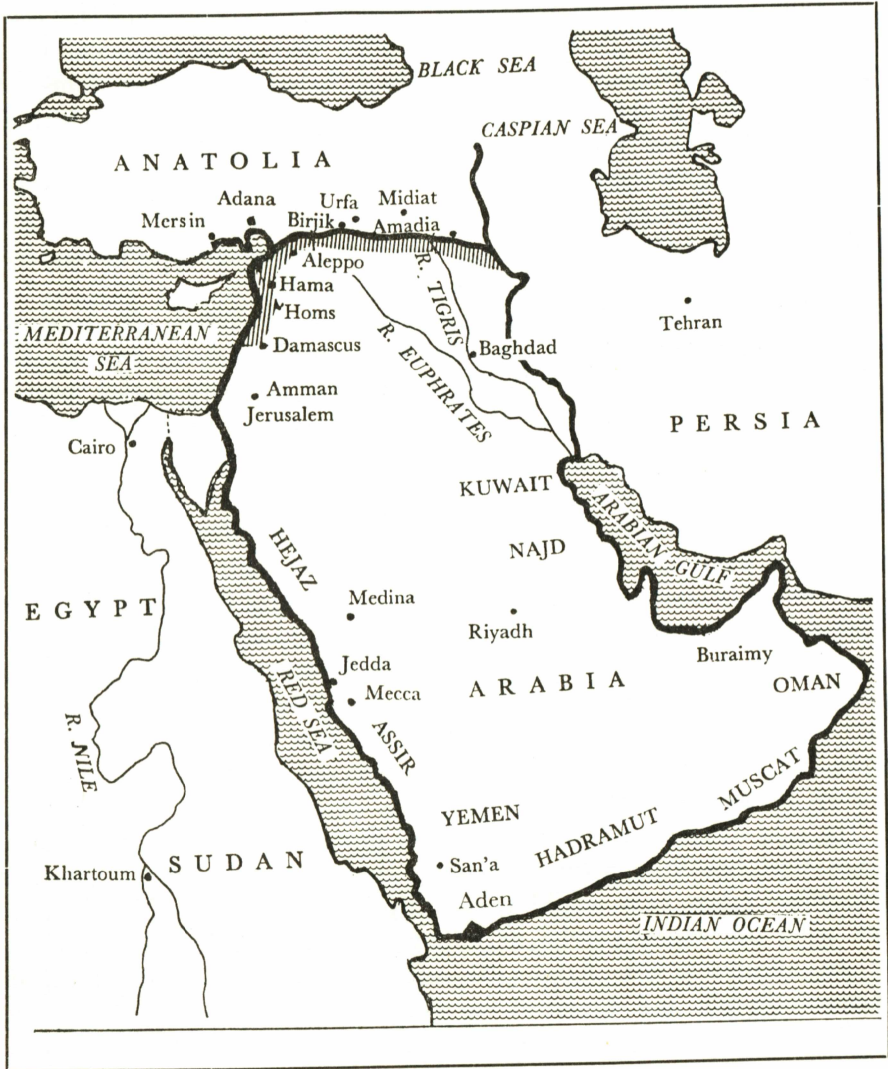 BLACK SEA
CASPIAN SEA
ANATOLIA
Adana
Urfa
Midiat
Mersin
Birjik
Amadia
Aleppo
Hama
Homs
R. TIGRIS
Tehran
MEDITERRANEAN
SEA
Damascus
R. EUPHRATES
Baghdad
Amman
Jerusalem
PERSIA
Cairo
KUWAIT
ARABIAN GULF
HEJAZ
NAJD
EGYPT
Medina
Riyadh
Buraimy
Jedda
Mecca
ARABIA
OMAN
RED SEA
ASSIR
R. NILE
MUSCAT
YEMEN
HADRAMUT
Khartoum
SUDAN
San'a
Aden
INDIAN OCEAN